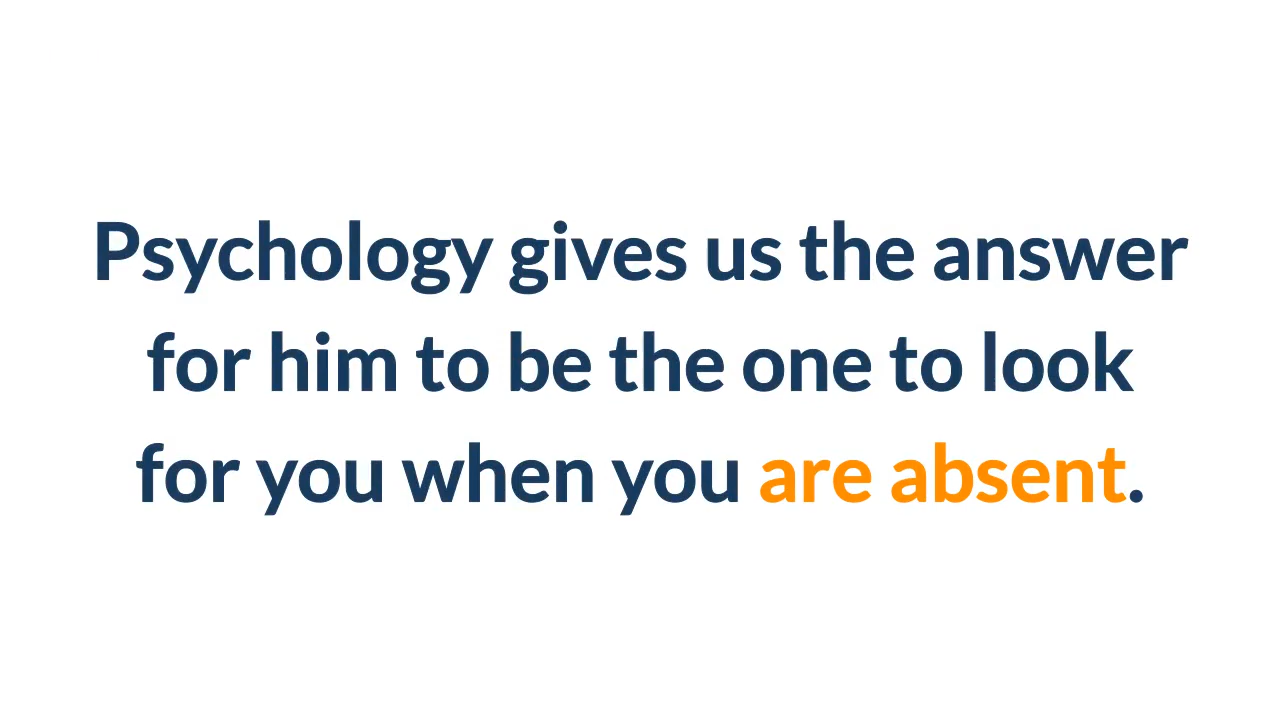 Psychology gives us the answer
for him to be the one to look
for you when you are absent.